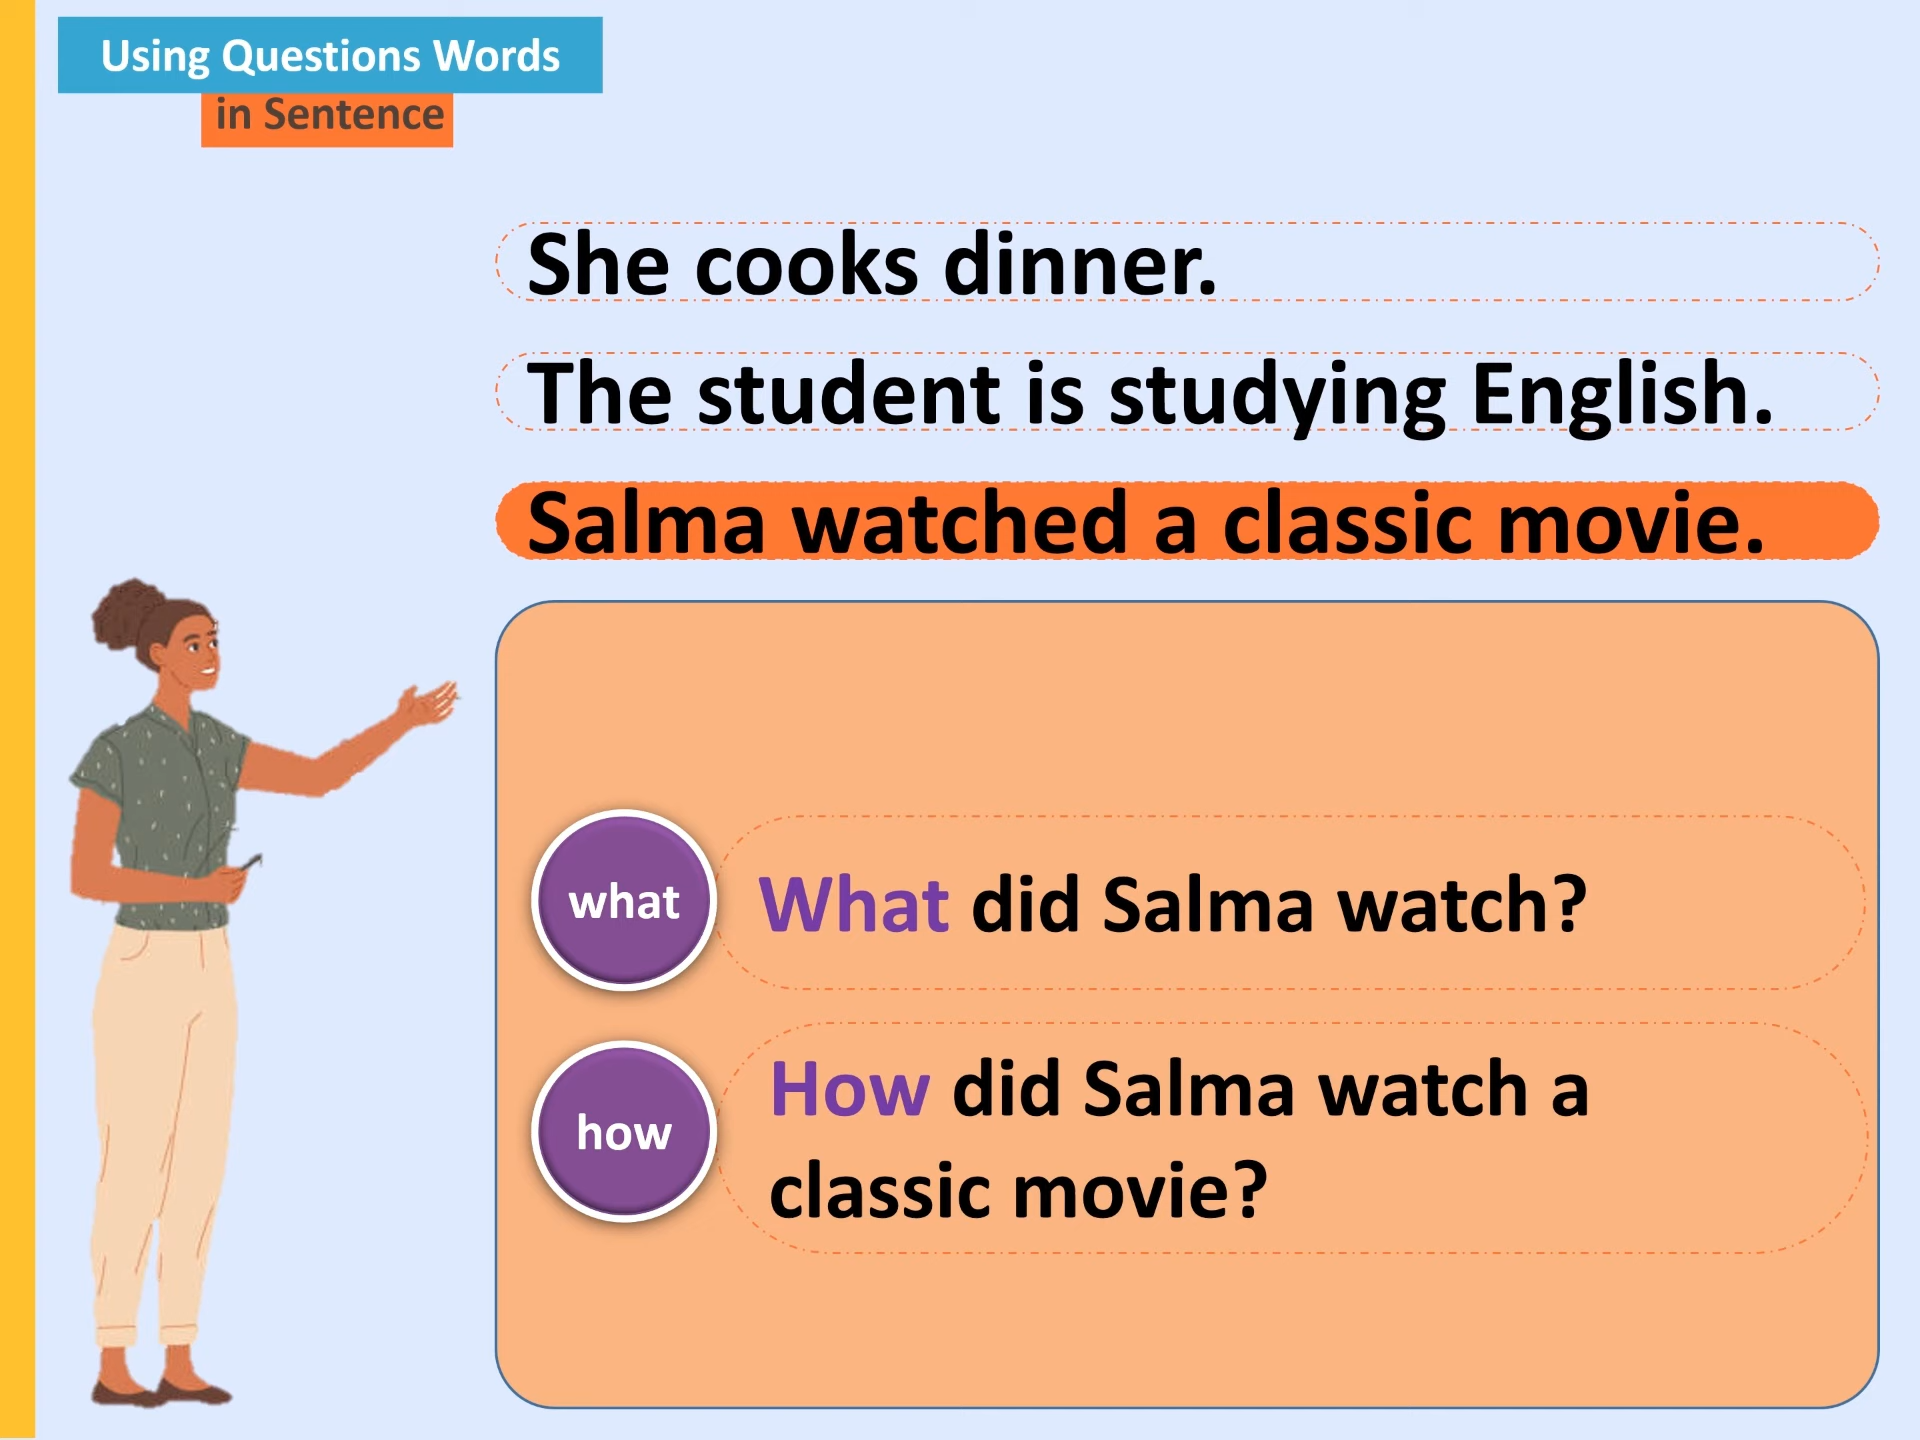 Using Questions Words
in Sentence
She cooks dinner.
The student is studying English.
Salma watched a classic movie.
what
What did Salma watch?
how
How did Salma watch a
classic movie?